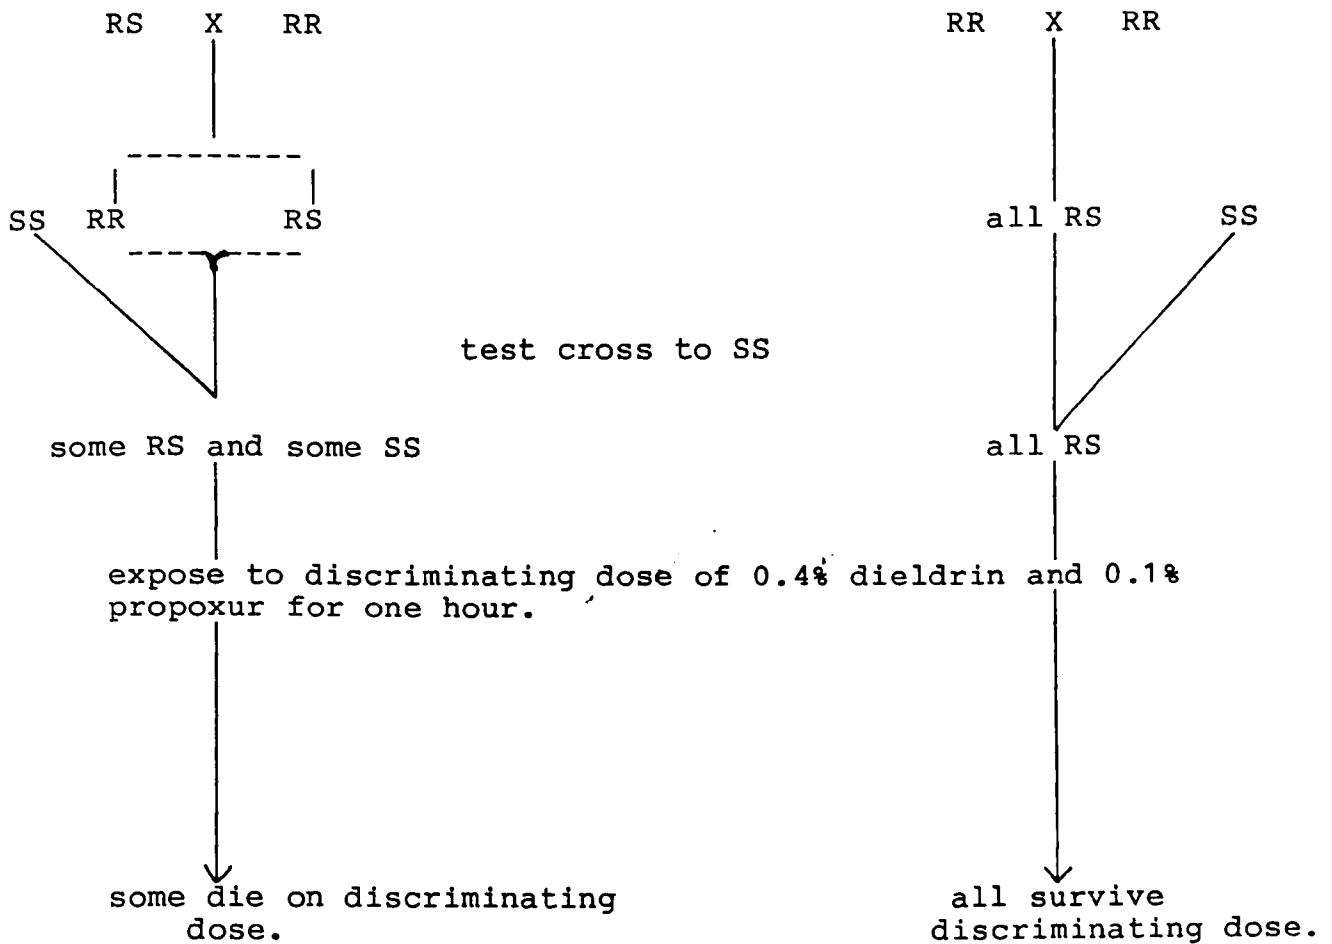 RS X RR
RR X RR
SS RR RS
all RS SS
test cross to SS
some RS and some SS
all RS
expose to discriminating dose of 0.4% dieldrin and 0.1%
propoxur for one hour.
some die on discriminating
dose.
all survive
discriminating dose.